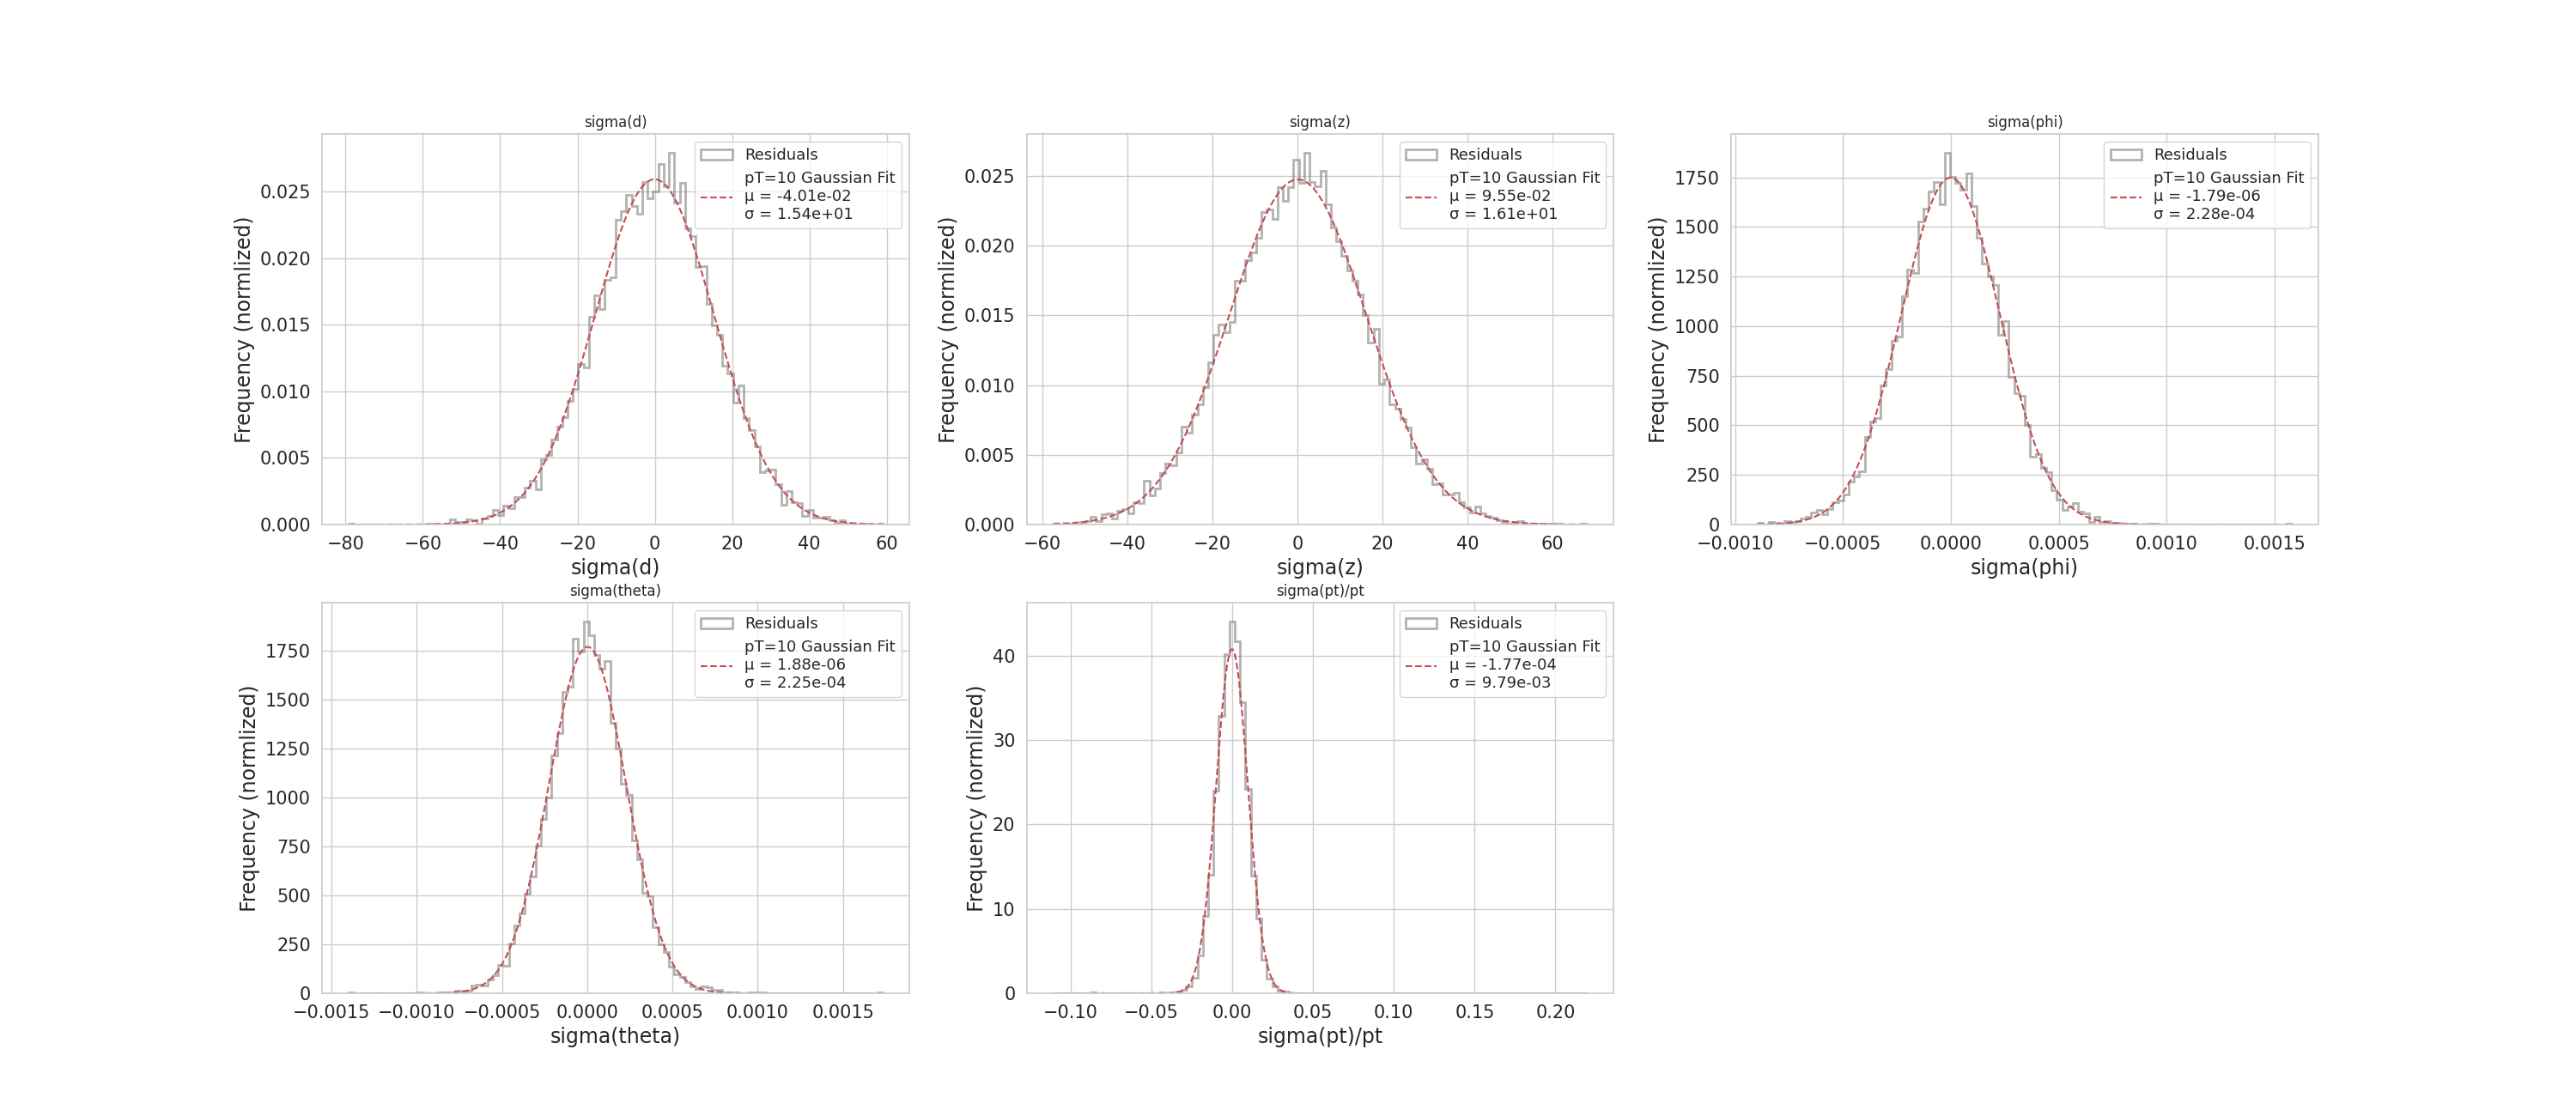 sigma(d)
Frequency (normlized)
0.025
0.020
0.015
0.010
0.005
0.000
−80 −60 −40 −20 0 20 40 60
sigma(d)
Residuals
pT=10 Gaussian Fit
μ = -4.01e-02
σ = 1.54e+01
sigma(z)
Frequency (normlized)
0.025
0.020
0.015
0.010
0.005
0.000
−60 −40 −20 0 20 40 60
sigma(z)
Residuals
pT=10 Gaussian Fit
μ = 9.55e-02
σ = 1.61e+01
sigma(phi)
Frequency (normlized)
1750
1500
1250
1000
750
500
250
0
−0.0010 −0.0005 0.0000 0.0005 0.0010 0.0015
sigma(phi)
Residuals
pT=10 Gaussian Fit
μ = -1.79e-06
σ = 2.28e-04
sigma(theta)
Frequency (normlized)
1750
1500
1250
1000
750
500
250
0
−0.0015 −0.0010 −0.0005 0.0000 0.0005 0.0010 0.0015
sigma(theta)
Residuals
pT=10 Gaussian Fit
μ = 1.88e-06
σ = 2.25e-04
sigma(pt)/pt
Frequency (normlized)
40
30
20
10
0
−0.10 −0.05 0.00 0.05 0.10 0.15 0.20
sigma(pt)/pt
Residuals
pT=10 Gaussian Fit
μ = -1.77e-04
σ = 9.79e-03